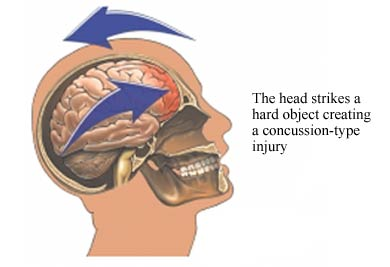 The head strikes a
hard object creating
a concussion-type
injury